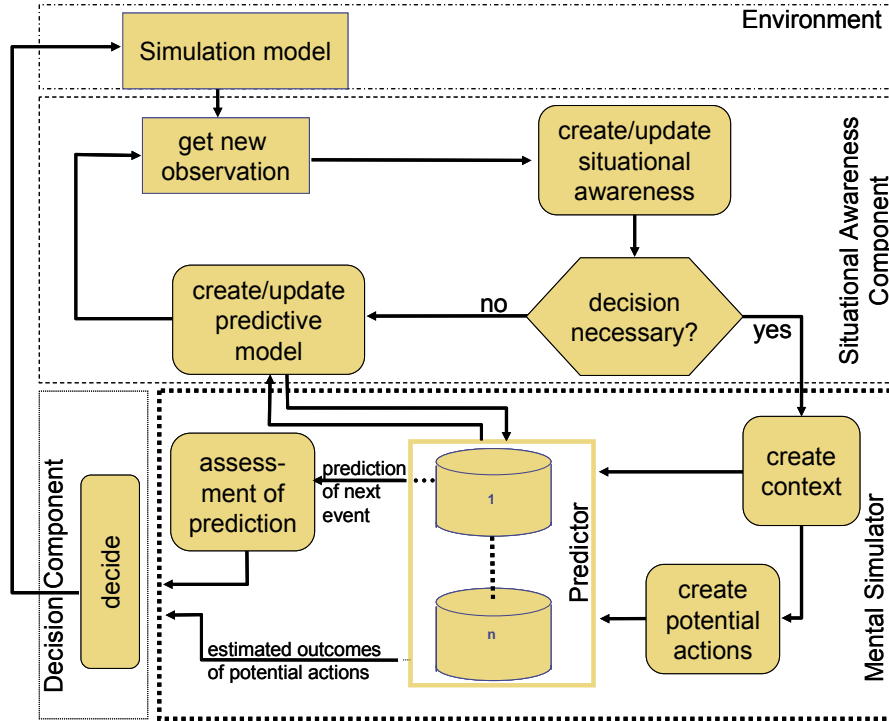 Environment
Simulation model
get new
observation
create/update
situational
awareness
Situational Awareness
Component
create/update
predictive
model
no
decision
necessary?
yes
Decision Component
decide
assess-
ment of
prediction
prediction
of next
event
1
n
Predictor
create
context
create
potential
actions
Mental Simulator
estimated outcomes
of potential actions